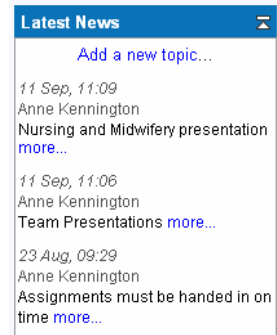 Latest News
Add a new topic...
11 Sep, 11:09
Anne Kennington
Nursing and Midwifery presentation
more...
11 Sep, 11:06
Anne Kennington
Team Presentations more...
23 Aug, 09:29
Anne Kennington
Assignments must be handed in on
time more...